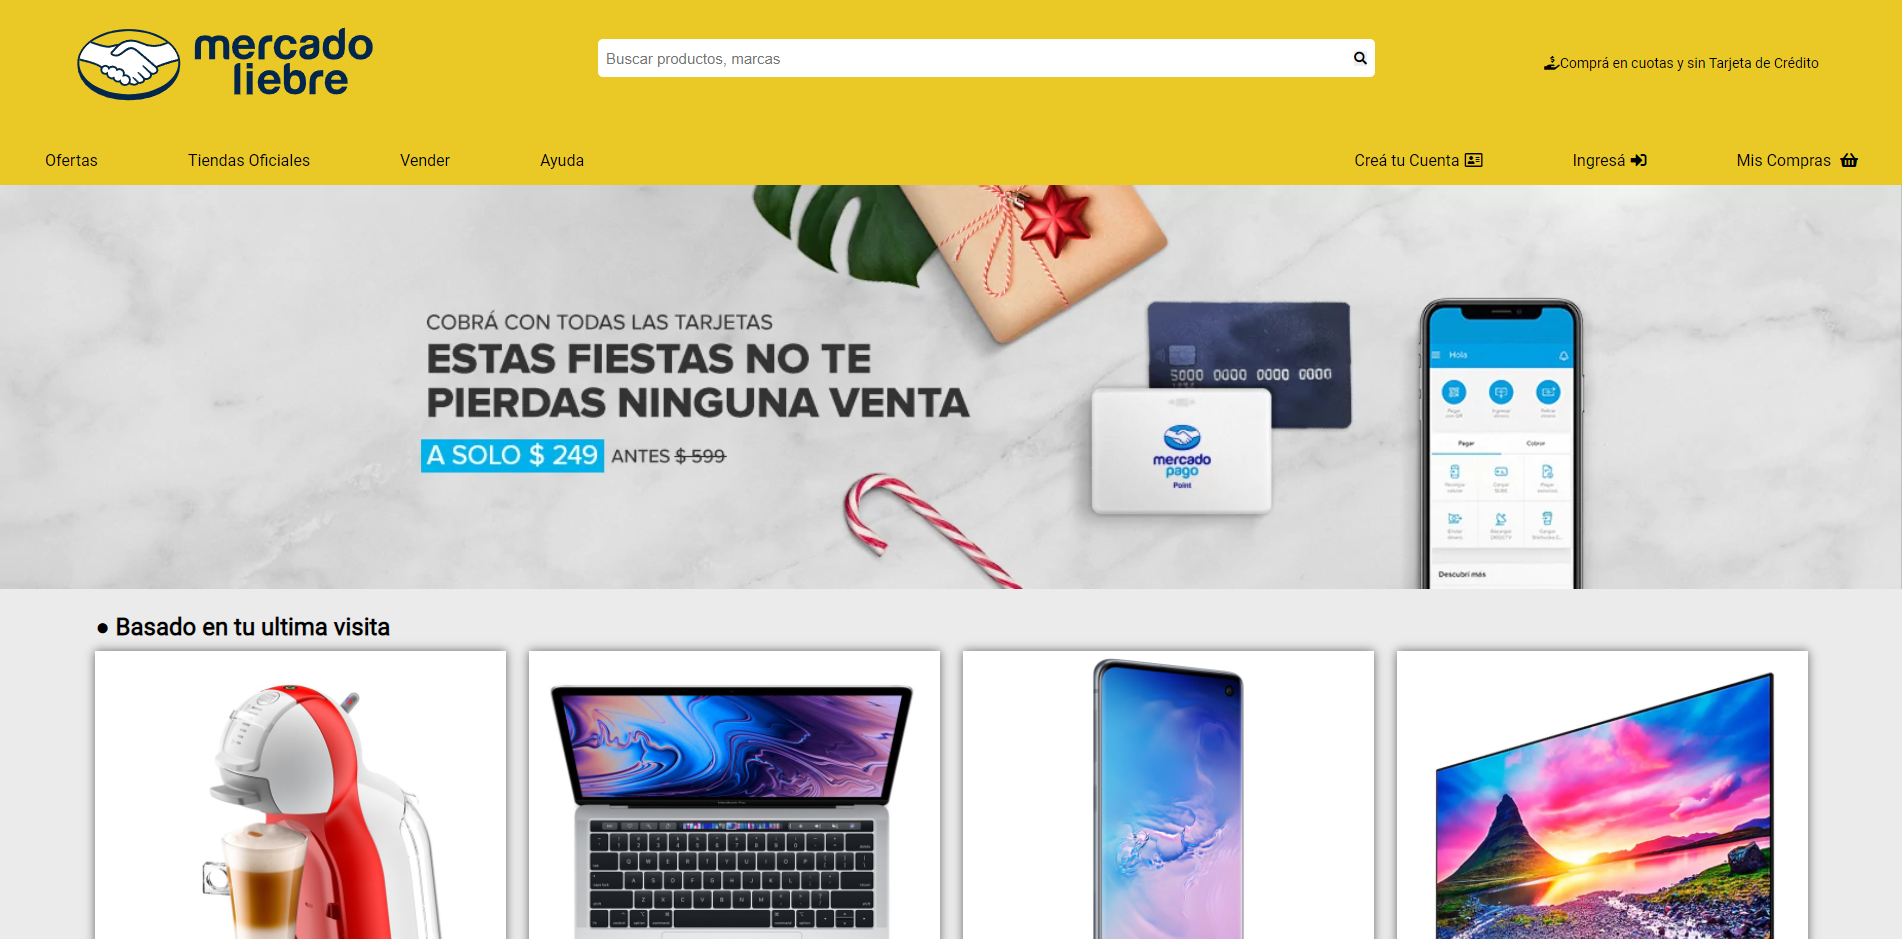 mercado
liebre
Buscar productos, marcas
Comprá en cuotas y sin Tarjeta de Crédito
Ofertas
Tiendas Oficiales
Vender
Ayuda
Creá tu Cuenta
Ingresá
Mis Compras
COBRÁ CON TODAS LAS TARJETAS
ESTAS FIESTAS NO TE
PIERDAS NINGUNA VENTA
A SOLO $ 249 ANTES $ 599
5000 0000 0000 0000
mercado
pago
Point
Hola
Pagar Cobrar
Descubrí más
● Basado en tu ultima visita